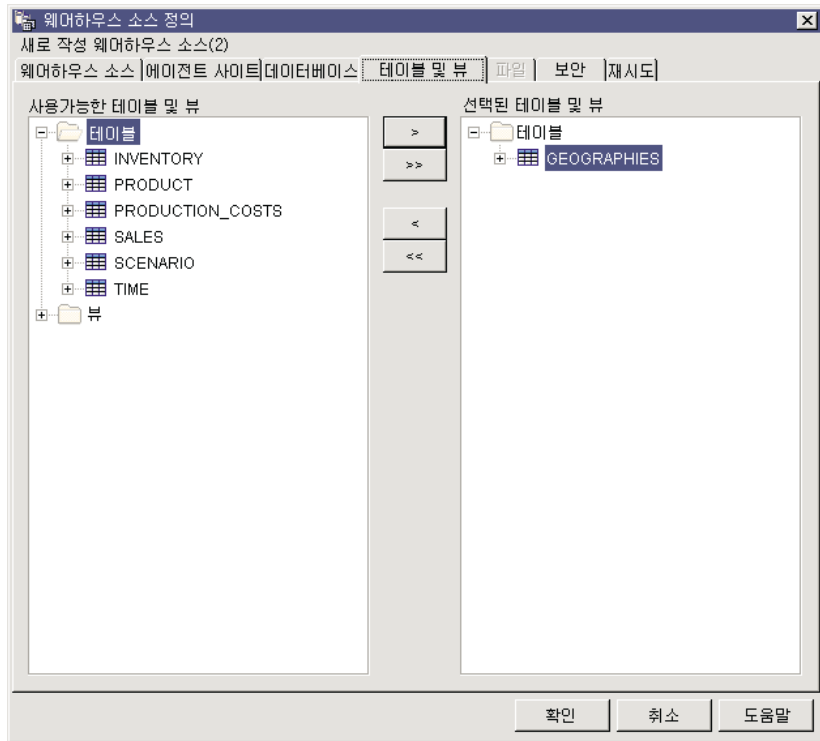 웨어하우스 소스 정의
새로 작성 웨어하우스 소스(2)
웨어하우스 소스 에이전트 사이트 데이터베이스 테이블 및 뷰 파일 보안 재시도
사용가능한 테이블 및 뷰
테이블
INVENTORY
PRODUCT
PRODUCTION_COSTS
SALES
SCENARIO
TIME
뷰
>
>>
<
<<
선택된 테이블 및 뷰
테이블
GEOGRAPHIES
확인 취소 도움말